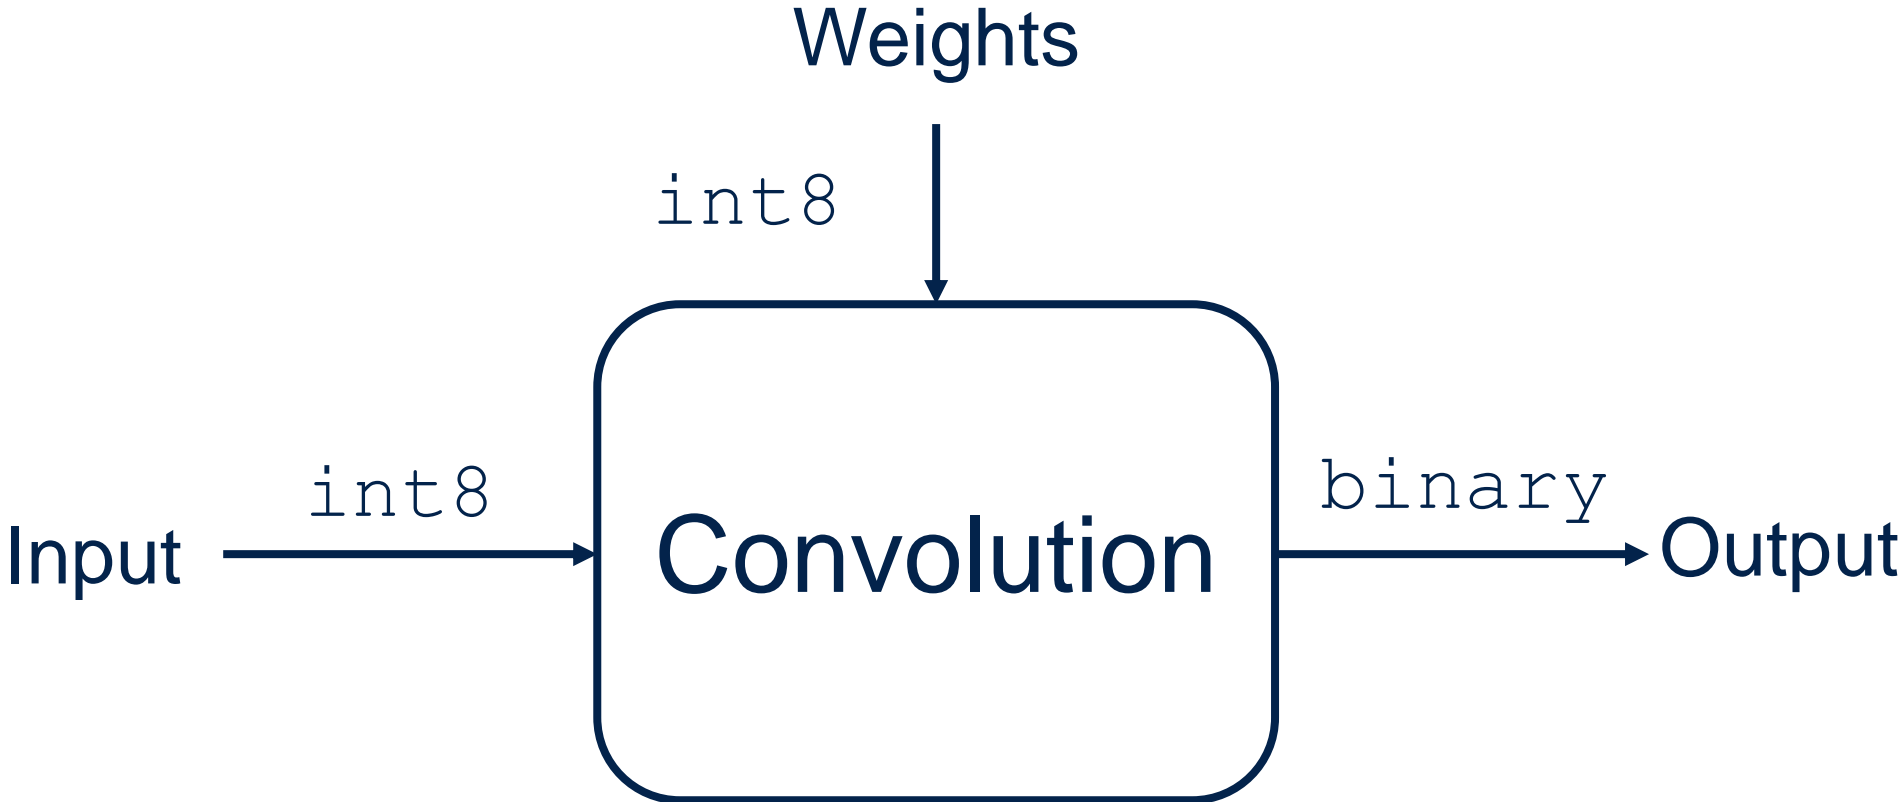 Weights
int8
int8
binary
Input
Convolution
Output